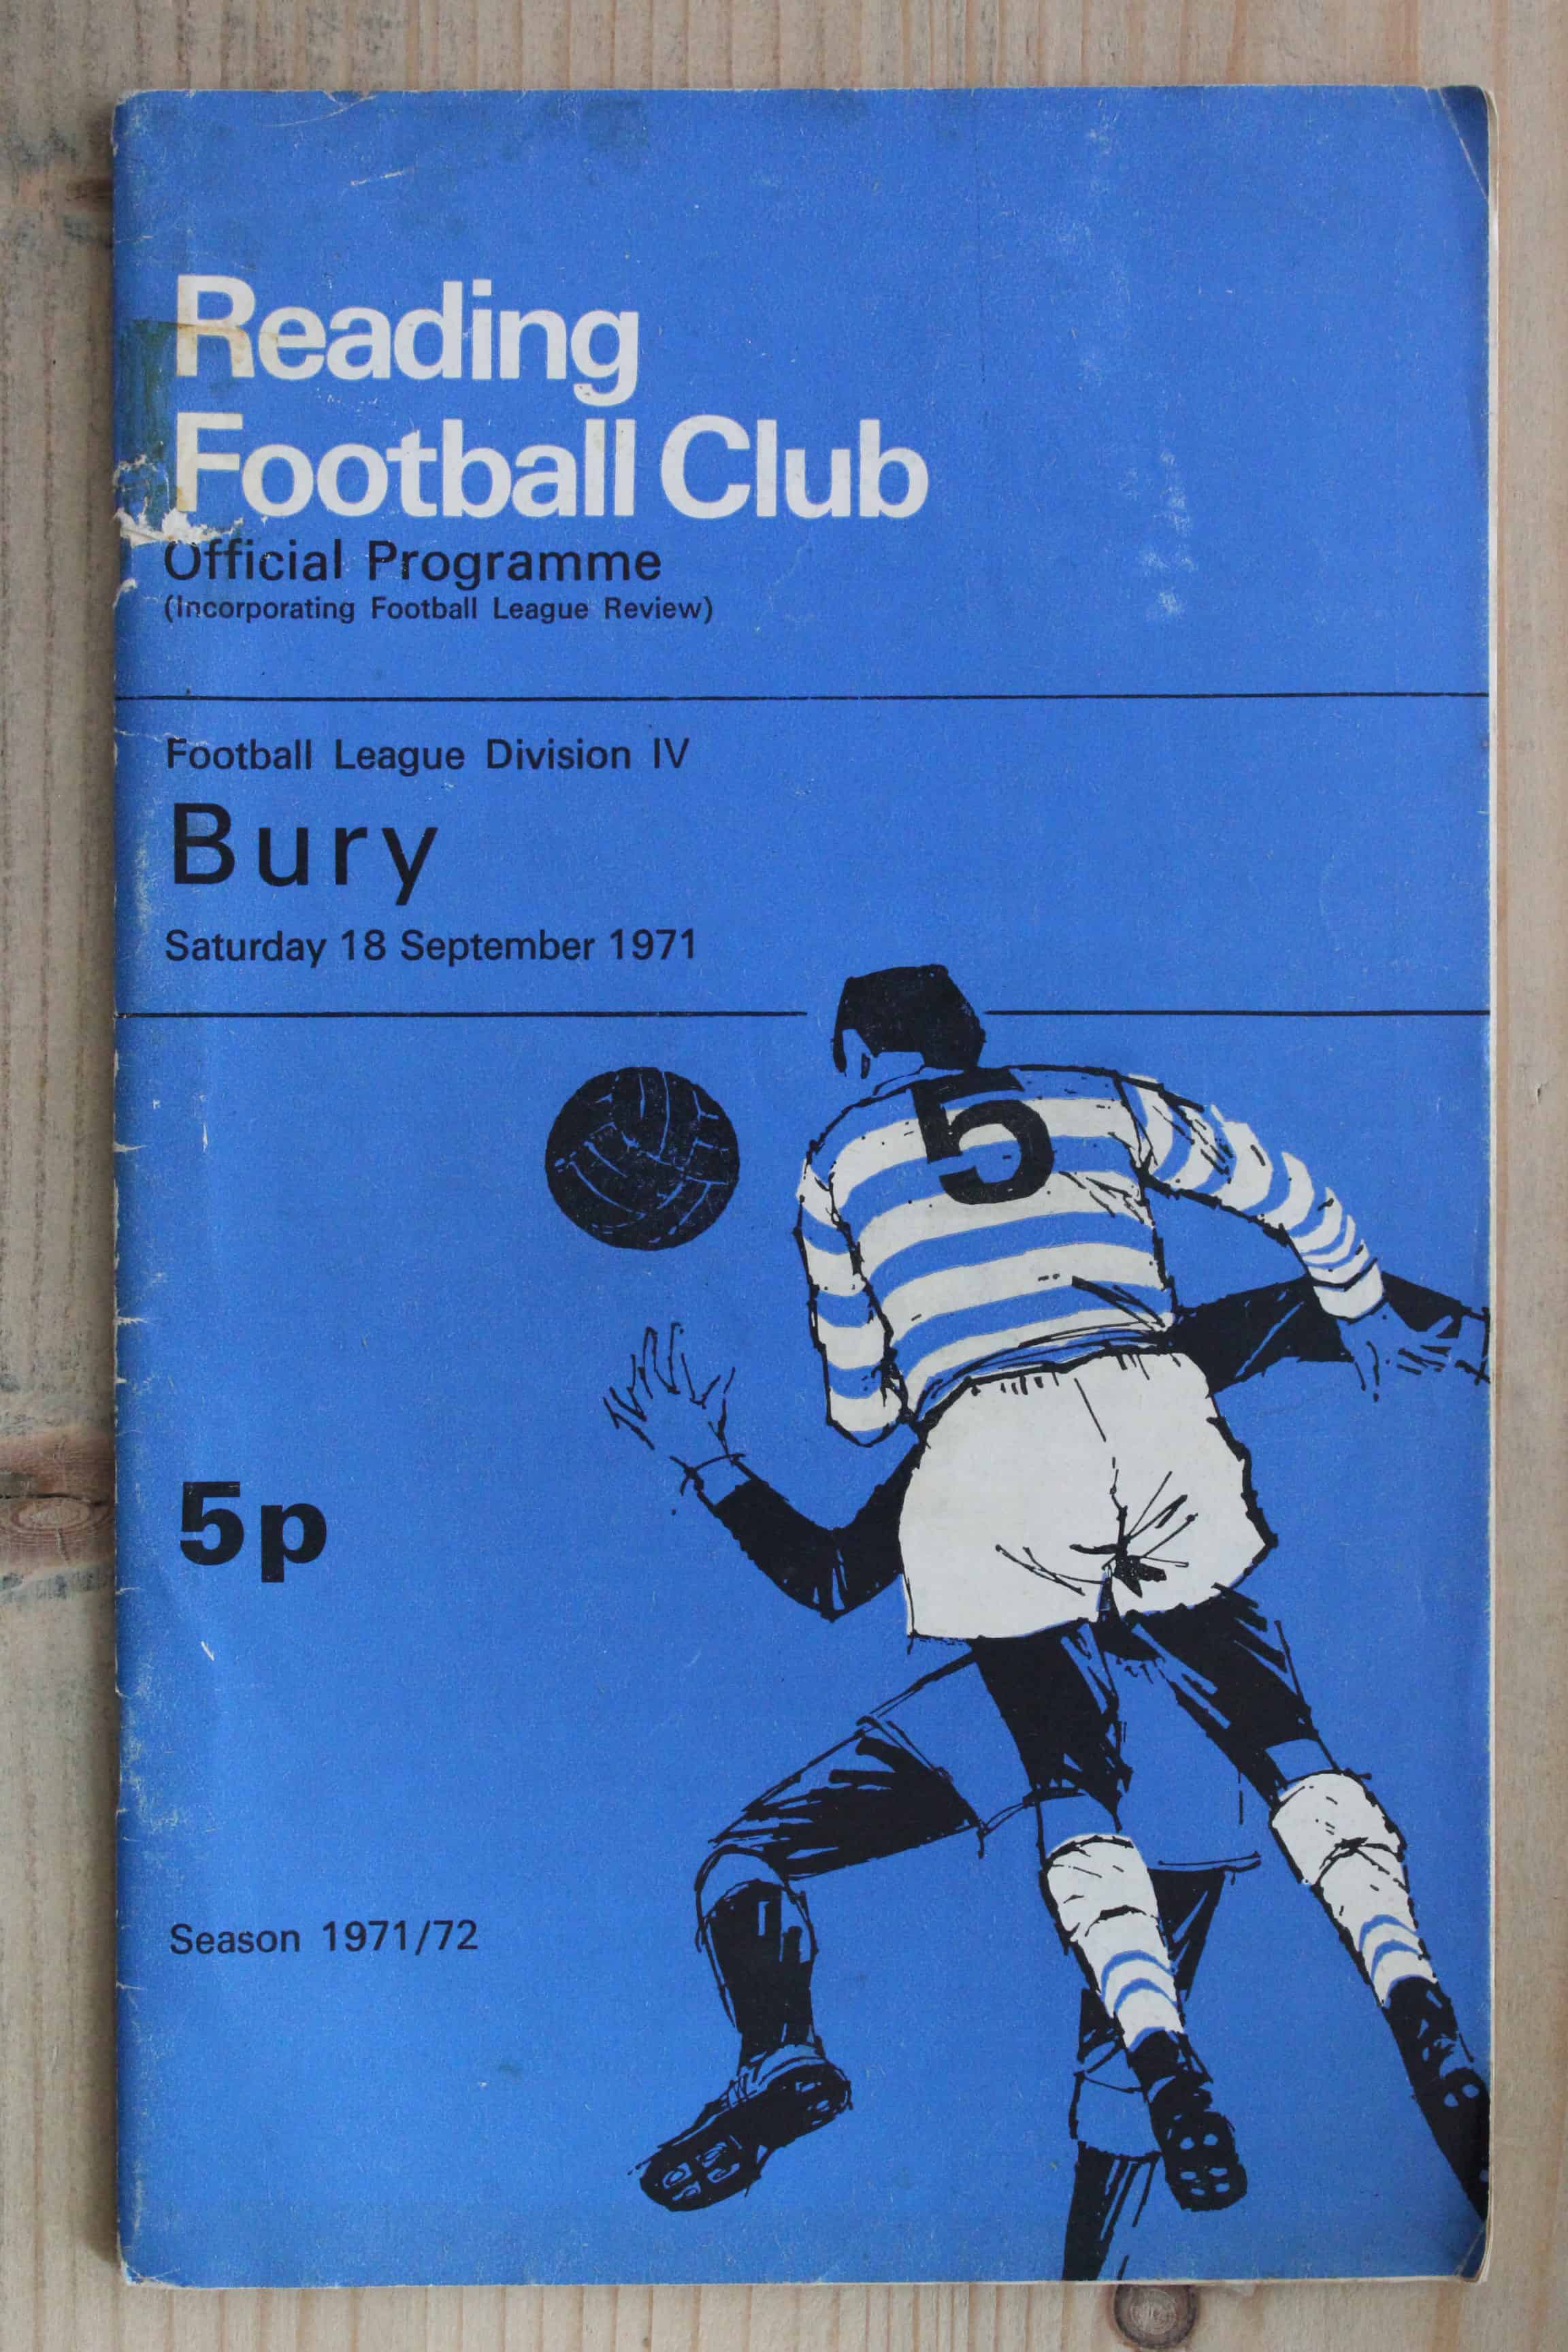 Reading
Football Club
Official Programme
(Incorporating Football League Review)
Football League Division IV
Bury
Saturday 18 September 1971
5
5p
Season 1971/72